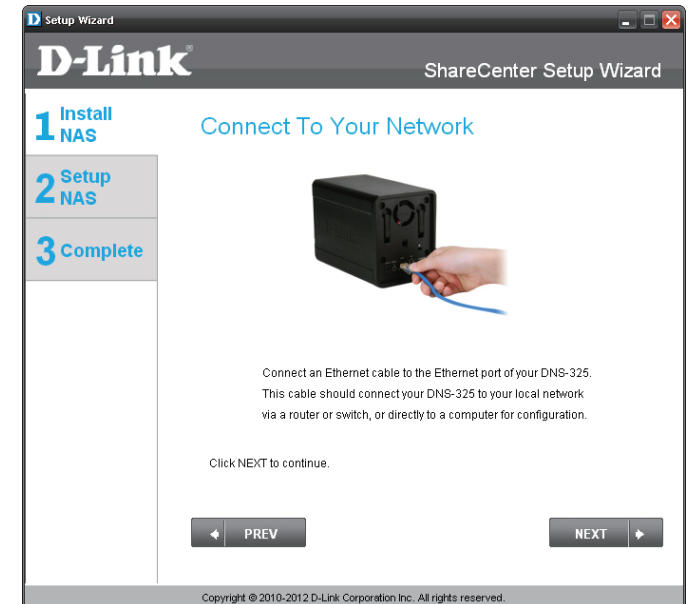 Setup Wizard
D-Link®
ShareCenter Setup Wizard
1 Install
NAS
2 Setup
NAS
3 Complete
Connect To Your Network
Connect an Ethernet cable to the Ethernet port of your DNS-325.
This cable should connect your DNS-325 to your local network
via a router or switch, or directly to a computer for configuration.
Click NEXT to continue.
PREV
NEXT
Copyright © 2010-2012 D-Link Corporation Inc. All rights reserved.